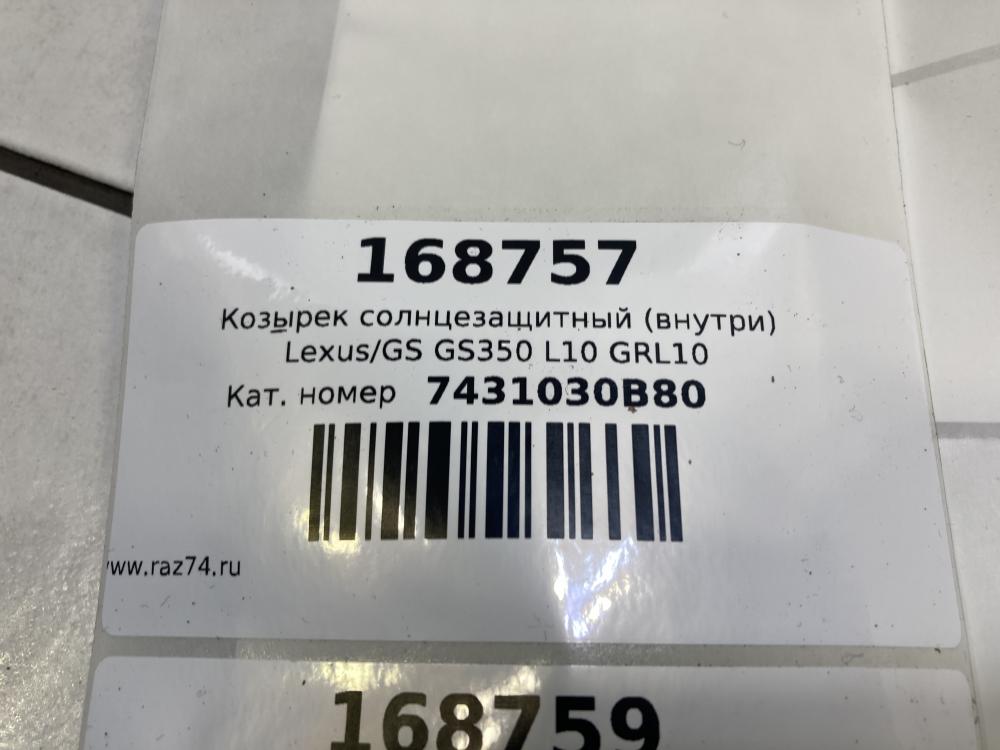 168757
Козырек солнцезащитный (внутри)
Lexus/GS GS350 L10 GRL10
Кат. номер 7431030B80
www.raz74.ru
168759